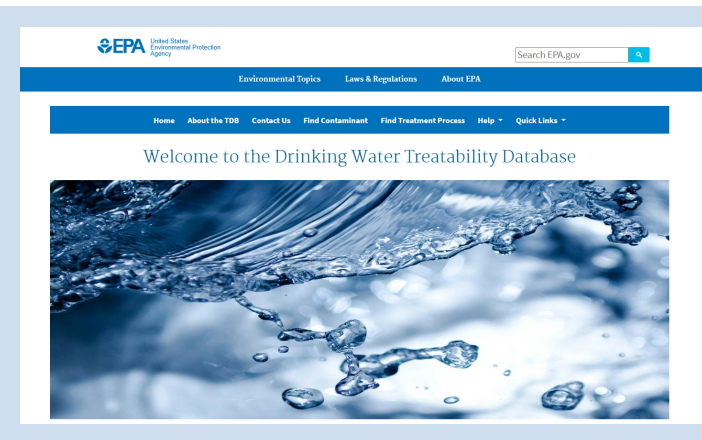 EPA
United States
Environmental Protection
Agency
Search EPA.gov
Environmental Topics Laws & Regulations About EPA
Home About the TDB Contact Us Find Contaminant Find Treatment Process Help Quick Links
Welcome to the Drinking Water Treatability Database